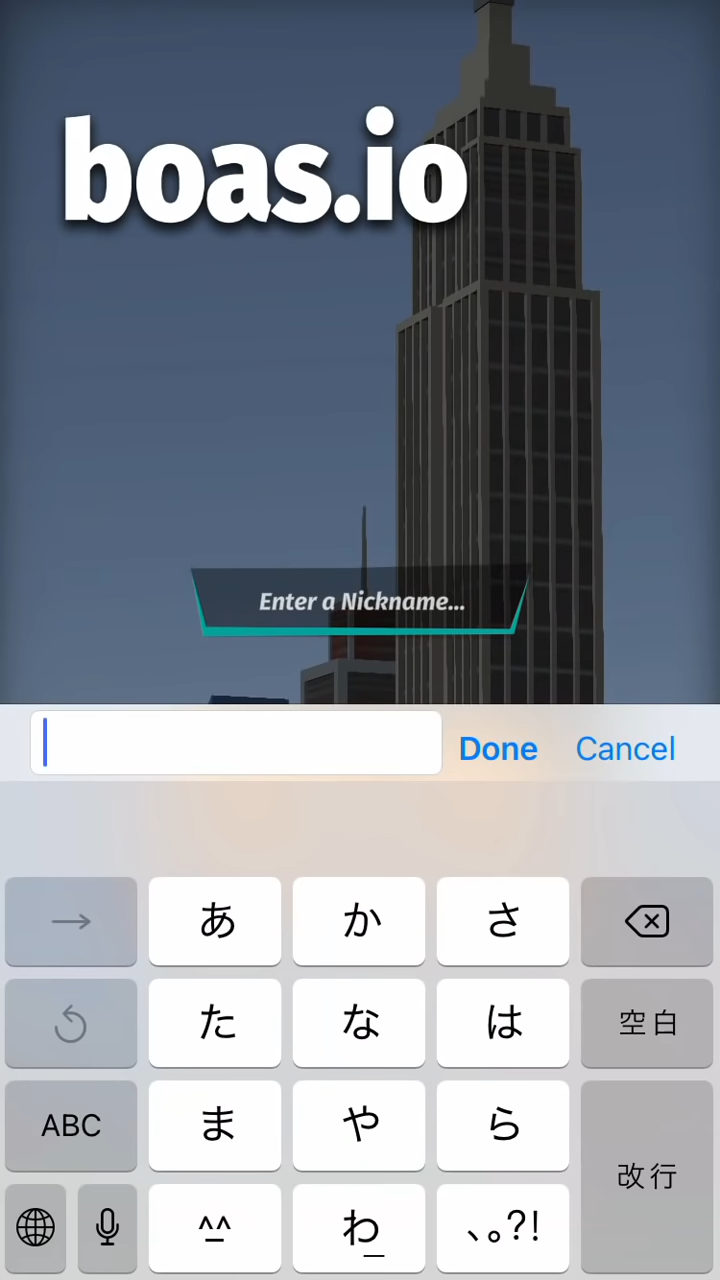 boas.io
Enter a Nickname...
Done Cancel
→ あ か さ
た な は 空白
ABC ま や ら 改行
^_^ わ_ 、。?!